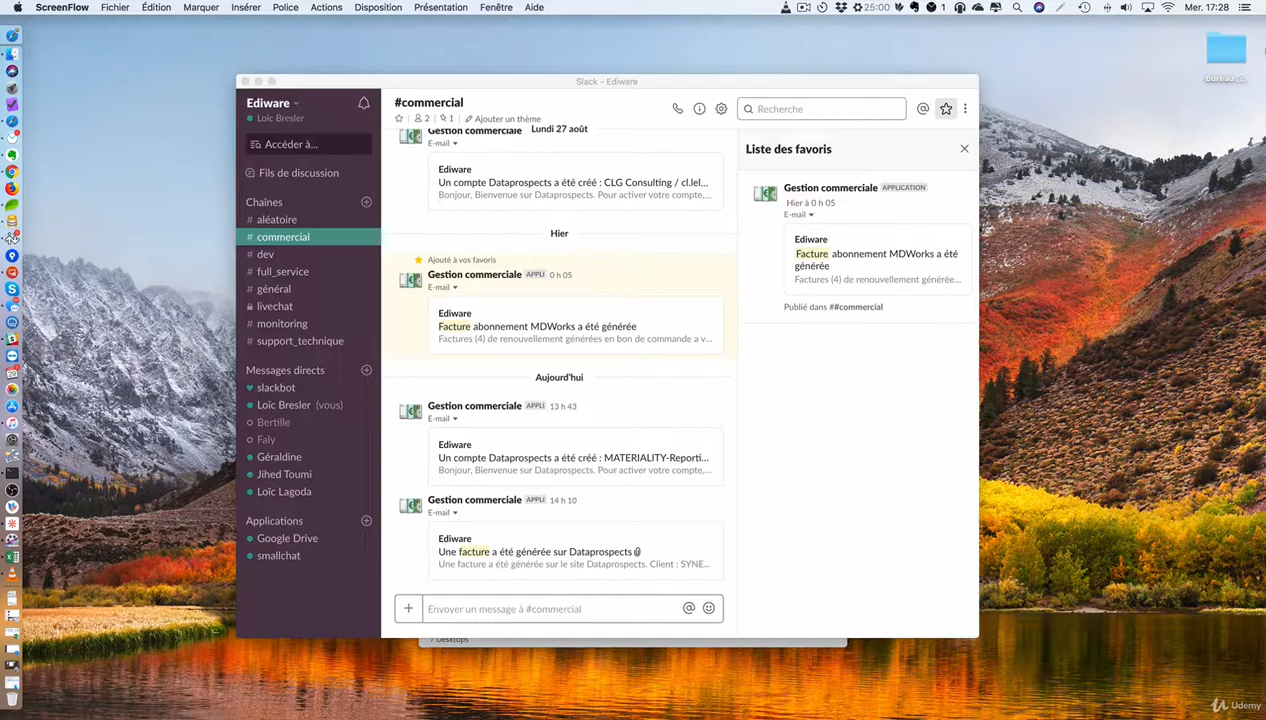 ScreenFlow Fichier Édition Marquer Insérer Police Actions Disposition Présentation Fenêtre Aide 25:00 1 Mer. 17:28
Bureau
Slack - Ediware
Ediware
Loïc Bresler
Accéder à...
Fils de discussion
Chaînes
# aléatoire
# commercial
# dev
# full_service
# général
livechat
# monitoring
# support_technique
Messages directs
slackbot
Loïc Bresler (vous)
Bertille
Faly
Géraldine
Jihed Toumi
Loïc Lagoda
Applications
Google Drive
smallchat
#commercial
2 1 Ajouter un thème
Recherche
Lundi 27 août
Gestion commerciale
E-mail
Ediware
Un compte Dataprospects a été créé : CLG Consulting / cl.lel...
Bonjour, Bienvenue sur Dataprospects. Pour activer votre compte,...
Hier
Ajouté à vos favoris
Gestion commerciale APPLI 0 h 05
E-mail
Ediware
Facture abonnement MDWorks a été générée
Factures (4) de renouvellement générées en bon de commande a v...
Aujourd'hui
Gestion commerciale APPLI 13 h 43
E-mail
Ediware
Un compte Dataprospects a été créé : MATERIALITY-Reporti...
Bonjour, Bienvenue sur Dataprospects. Pour activer votre compte,...
Gestion commerciale APPLI 14 h 10
E-mail
Ediware
Une facture a été générée sur Dataprospects
Une facture a été générée sur le site Dataprospects. Client : SYNE...
Envoyer un message à #commercial
Liste des favoris
Gestion commerciale APPLICATION
Hier à 0 h 05
E-mail
Ediware
Facture abonnement MDWorks a été
générée
Factures (4) de renouvellement générée...
Publié dans ##commercial
7 Desktops
Udemy